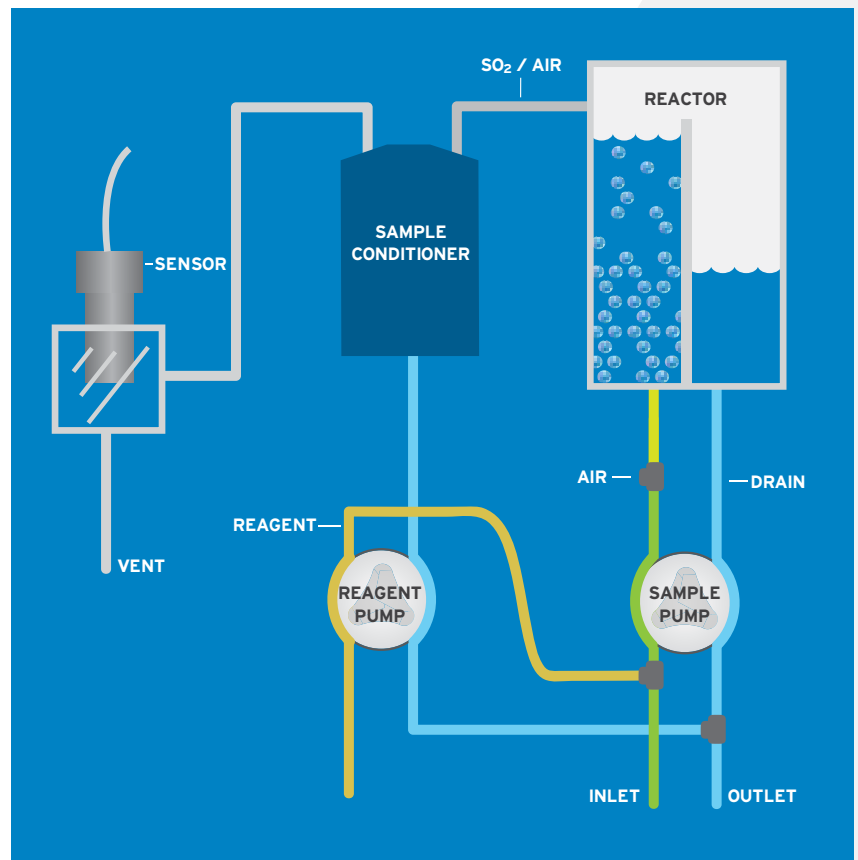 SO₂ / AIR
REACTOR
SAMPLE
CONDITIONER
SENSOR
AIR
DRAIN
REAGENT
VENT
REAGENT
PUMP
SAMPLE
PUMP
INLET
OUTLET